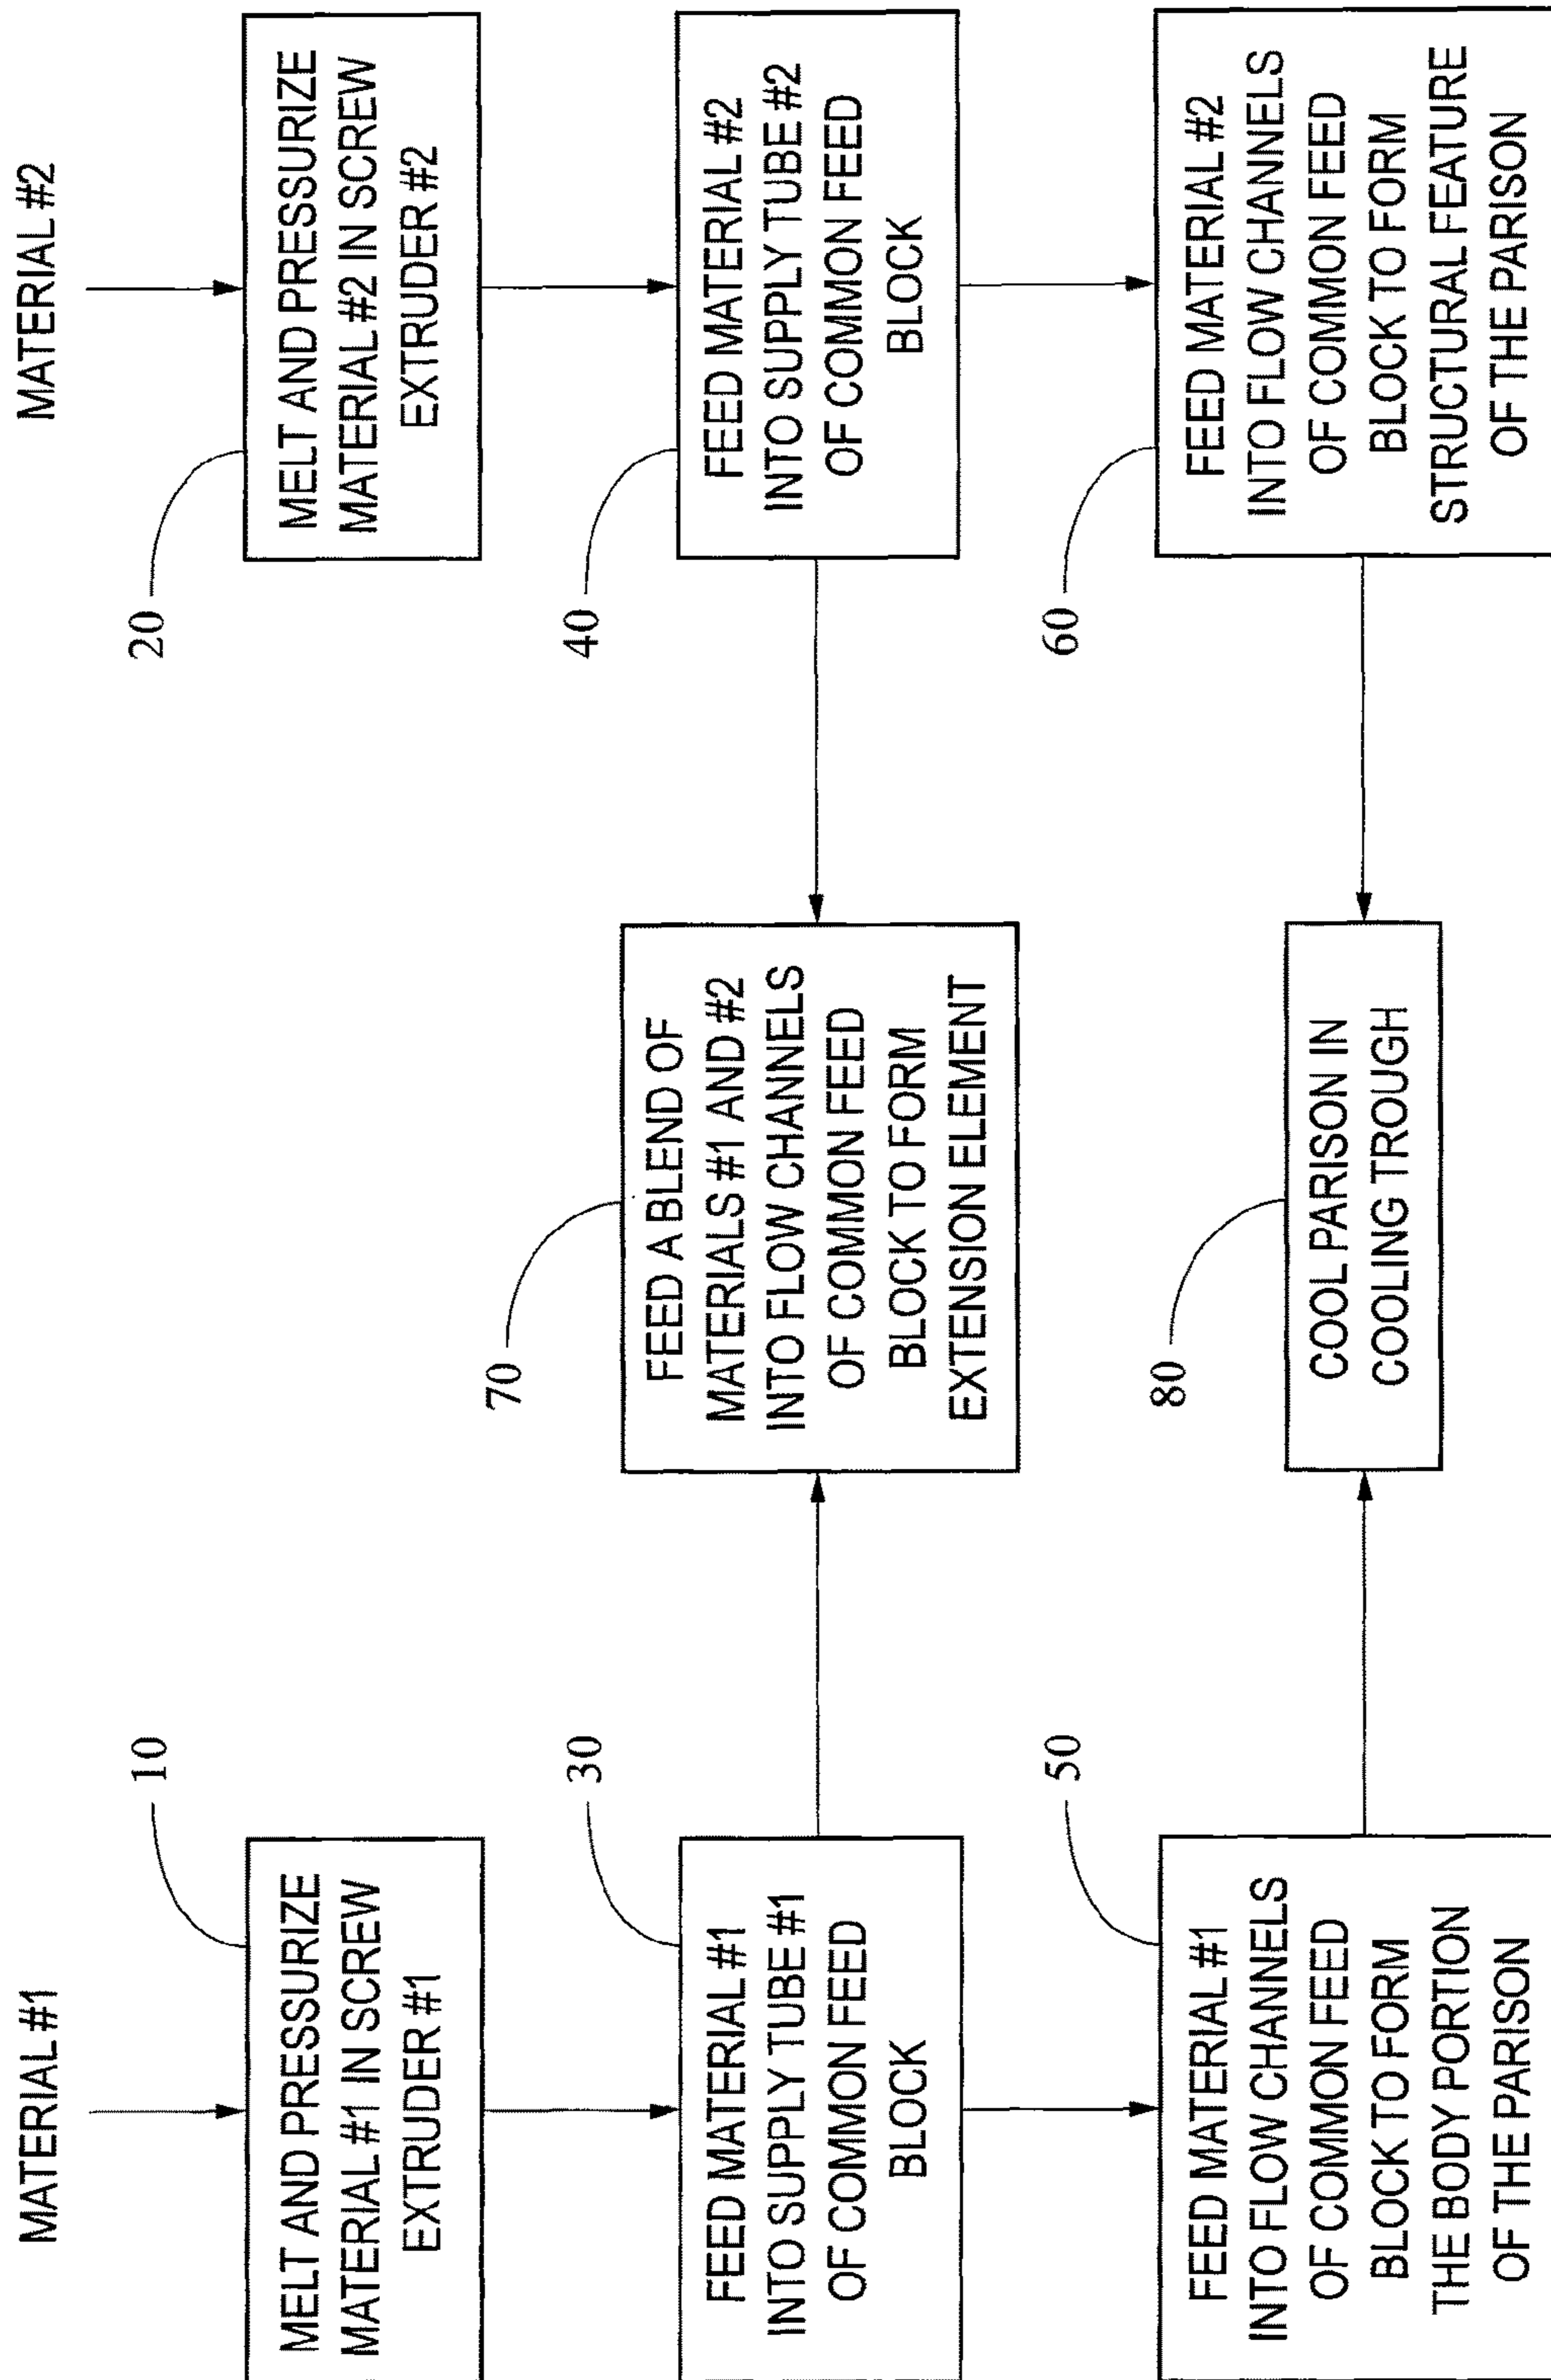 MATERIAL #1
10
MELT AND PRESSURIZE
MATERIAL #1 IN SCREW
EXTRUDER #1
30
FEED MATERIAL #1
INTO SUPPLY TUBE #1
OF COMMON FEED
BLOCK
50
FEED MATERIAL #1
INTO FLOW CHANNELS
OF COMMON FEED
BLOCK TO FORM
THE BODY PORTION
OF THE PARISON
70
FEED A BLEND OF
MATERIALS #1 AND #2
INTO FLOW CHANNELS
OF COMMON FEED
BLOCK TO FORM
EXTENSION ELEMENT
80
COOL PARISON IN
COOLING TROUGH
MATERIAL #2
20
MELT AND PRESSURIZE
MATERIAL #2 IN SCREW
EXTRUDER #2
40
FEED MATERIAL #2
INTO SUPPLY TUBE #2
OF COMMON FEED
BLOCK
60
FEED MATERIAL #2
INTO FLOW CHANNELS
OF COMMON FEED
BLOCK TO FORM
STRUCTURAL FEATURE
OF THE PARISON